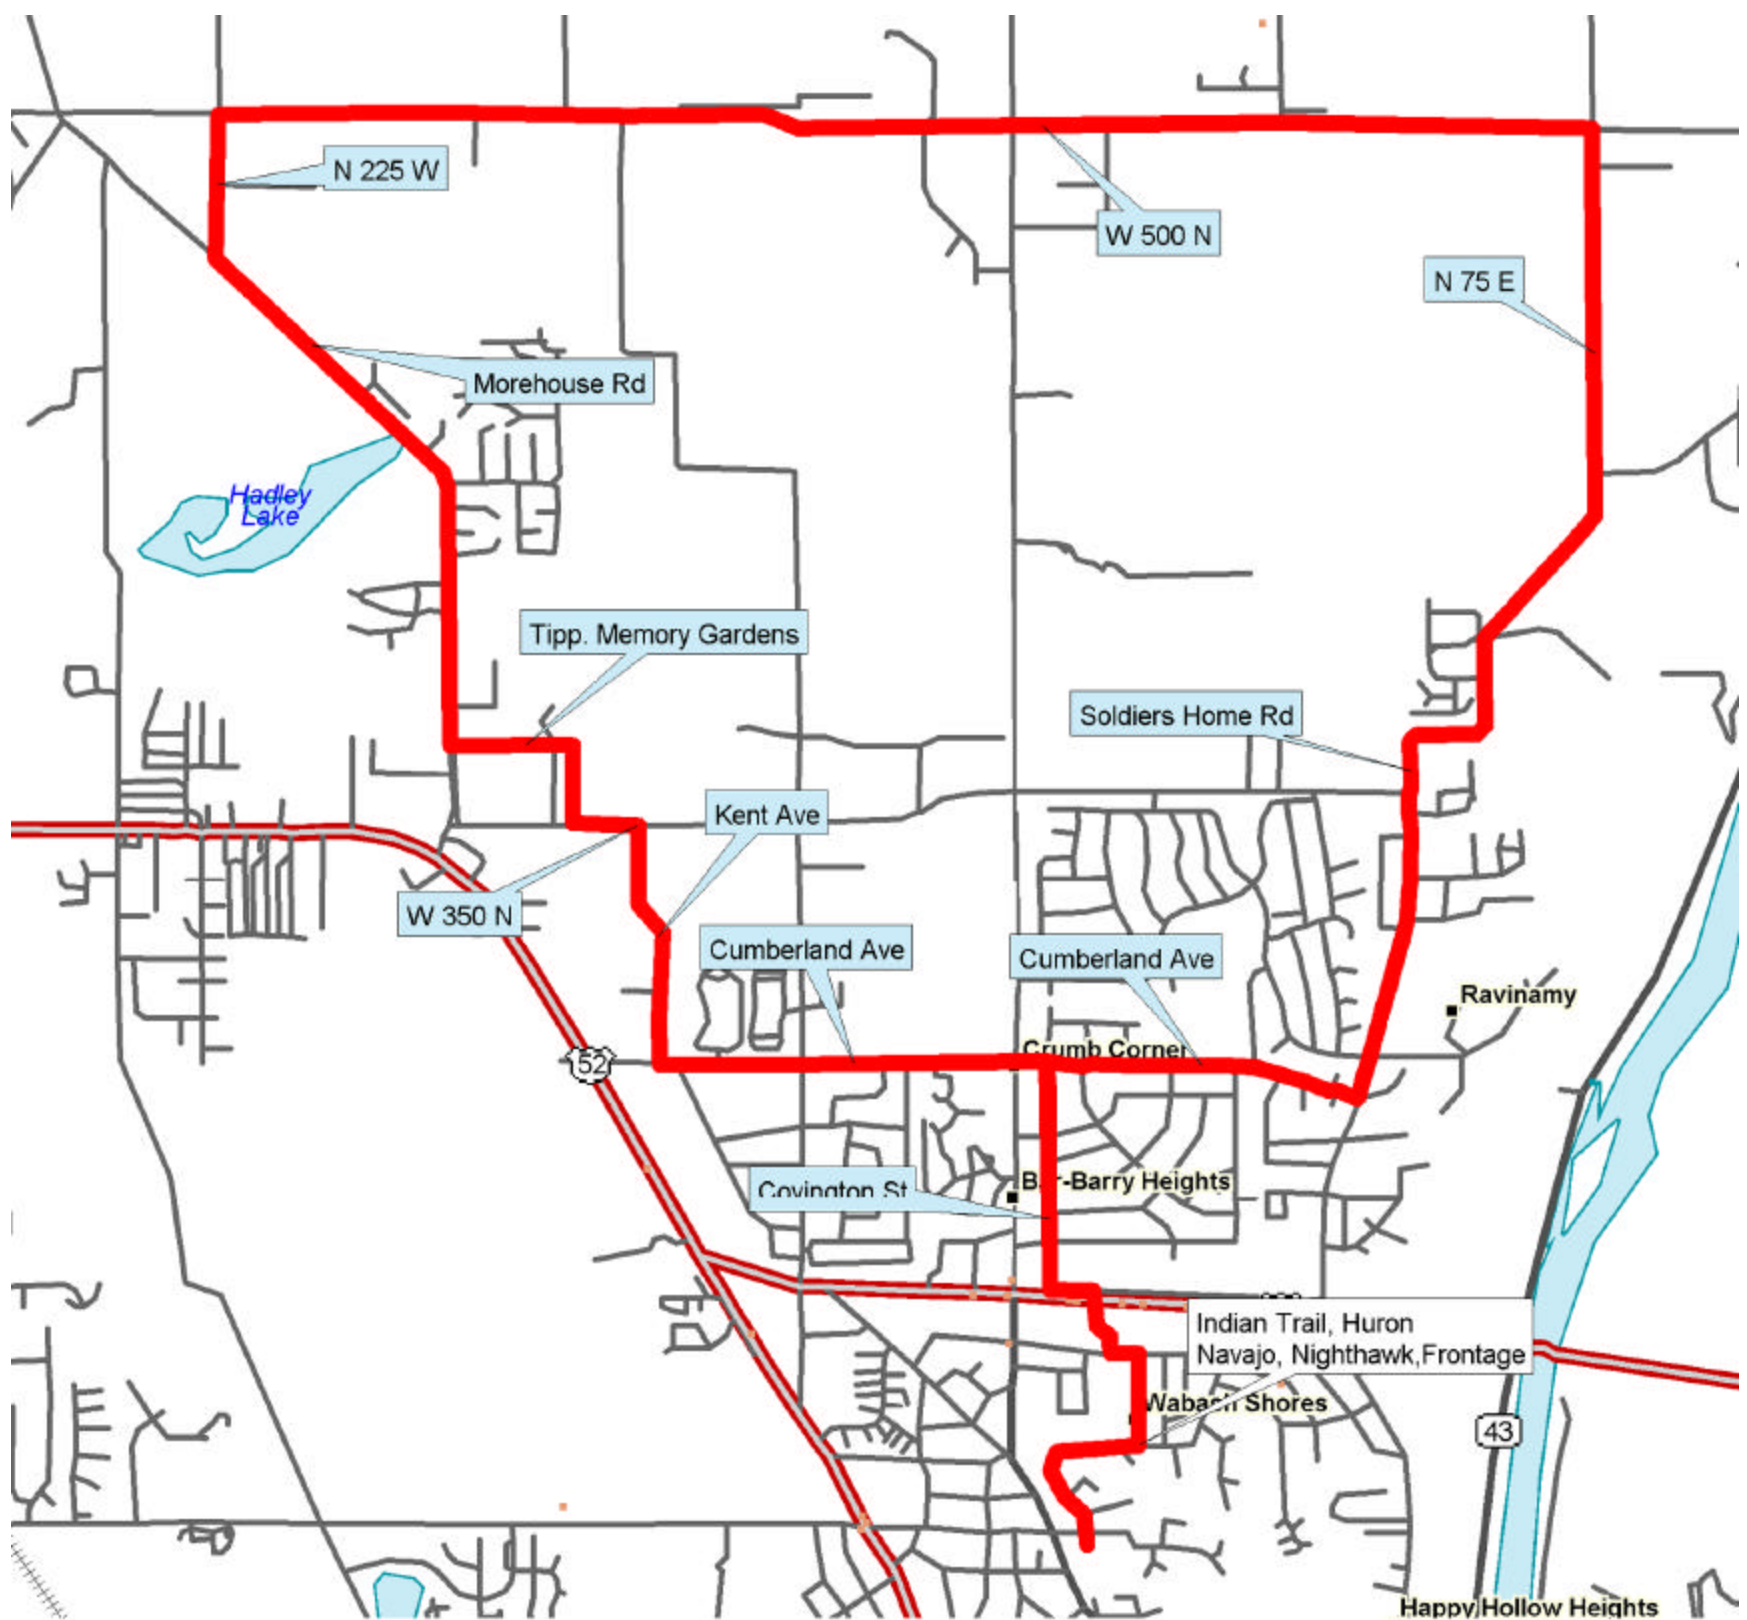 N 225 W
W 500 N
N 75 E
Morehouse Rd
Hadley
Lake
Tipp. Memory Gardens
Soldiers Home Rd
Kent Ave
W 350 N
Cumberland Ave
Cumberland Ave
Ravinamy
Crumb Corner
52
Covington St
Bar-Barry Heights
Indian Trail, Huron
Navajo, Nighthawk,Frontage
Wabash Shores
43
Happy Hollow Heights